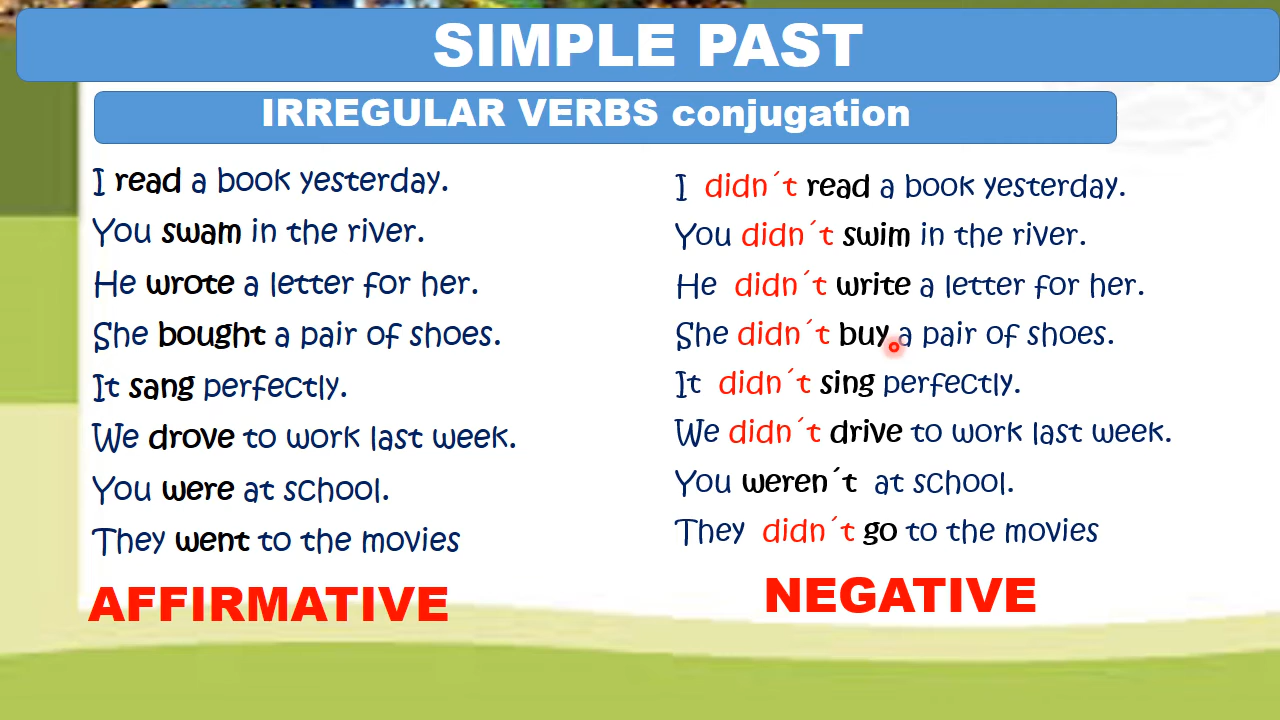 SIMPLE PAST
IRREGULAR VERBS conjugation
I read a book yesterday.
You swam in the river.
He wrote a letter for her.
She bought a pair of shoes.
It sang perfectly.
We drove to work last week.
You were at school.
They went to the movies
AFFIRMATIVE
I didn´t read a book yesterday.
You didn´t swim in the river.
He didn´t write a letter for her.
She didn´t buy a pair of shoes.
It didn´t sing perfectly.
We didn´t drive to work last week.
You weren´t at school.
They didn´t go to the movies
NEGATIVE